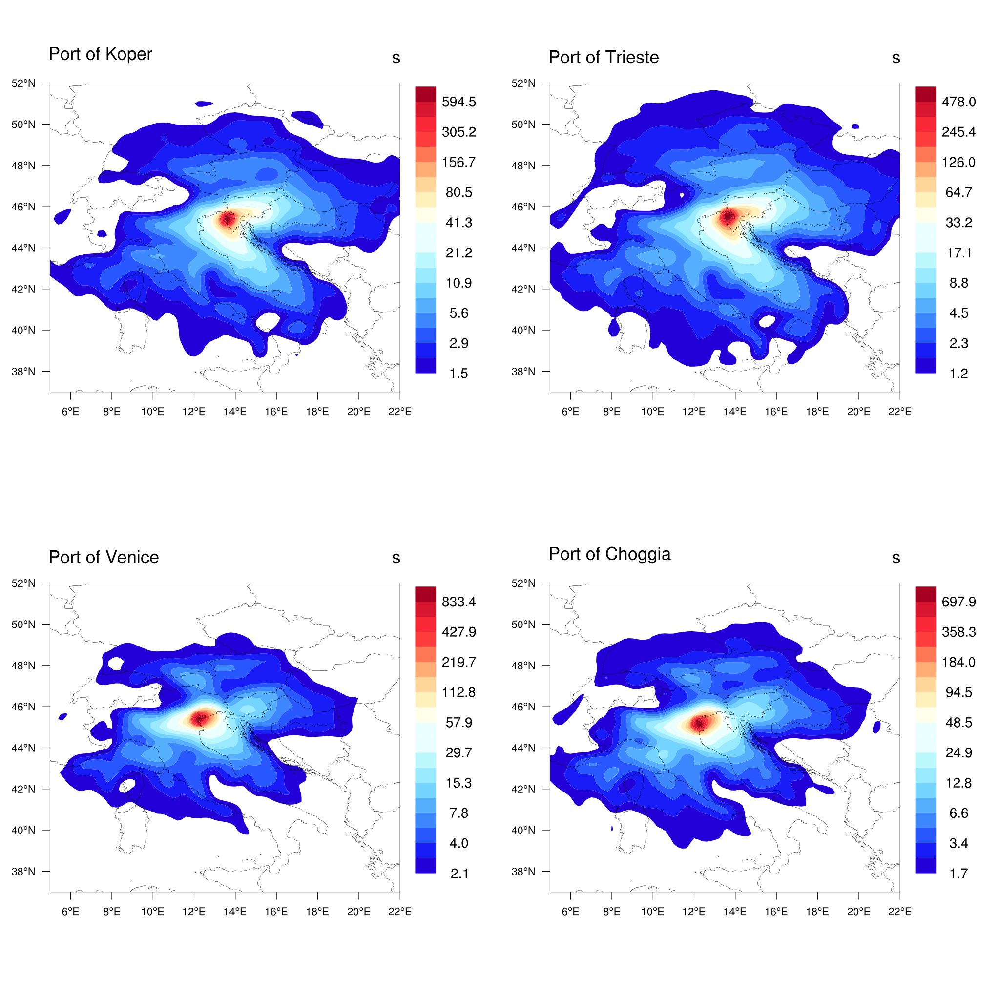 Port of Koper s
52°N
50°N
48°N
46°N
44°N
42°N
40°N
38°N
6°E 8°E 10°E 12°E 14°E 16°E 18°E 20°E 22°E
594.5
305.2
156.7
80.5
41.3
21.2
10.9
5.6
2.9
1.5
Port of Trieste s
52°N
50°N
48°N
46°N
44°N
42°N
40°N
38°N
6°E 8°E 10°E 12°E 14°E 16°E 18°E 20°E 22°E
478.0
245.4
126.0
64.7
33.2
17.1
8.8
4.5
2.3
1.2
Port of Venice s
52°N
50°N
48°N
46°N
44°N
42°N
40°N
38°N
6°E 8°E 10°E 12°E 14°E 16°E 18°E 20°E 22°E
833.4
427.9
219.7
112.8
57.9
29.7
15.3
7.8
4.0
2.1
Port of Choggia s
52°N
50°N
48°N
46°N
44°N
42°N
40°N
38°N
6°E 8°E 10°E 12°E 14°E 16°E 18°E 20°E 22°E
697.9
358.3
184.0
94.5
48.5
24.9
12.8
6.6
3.4
1.7